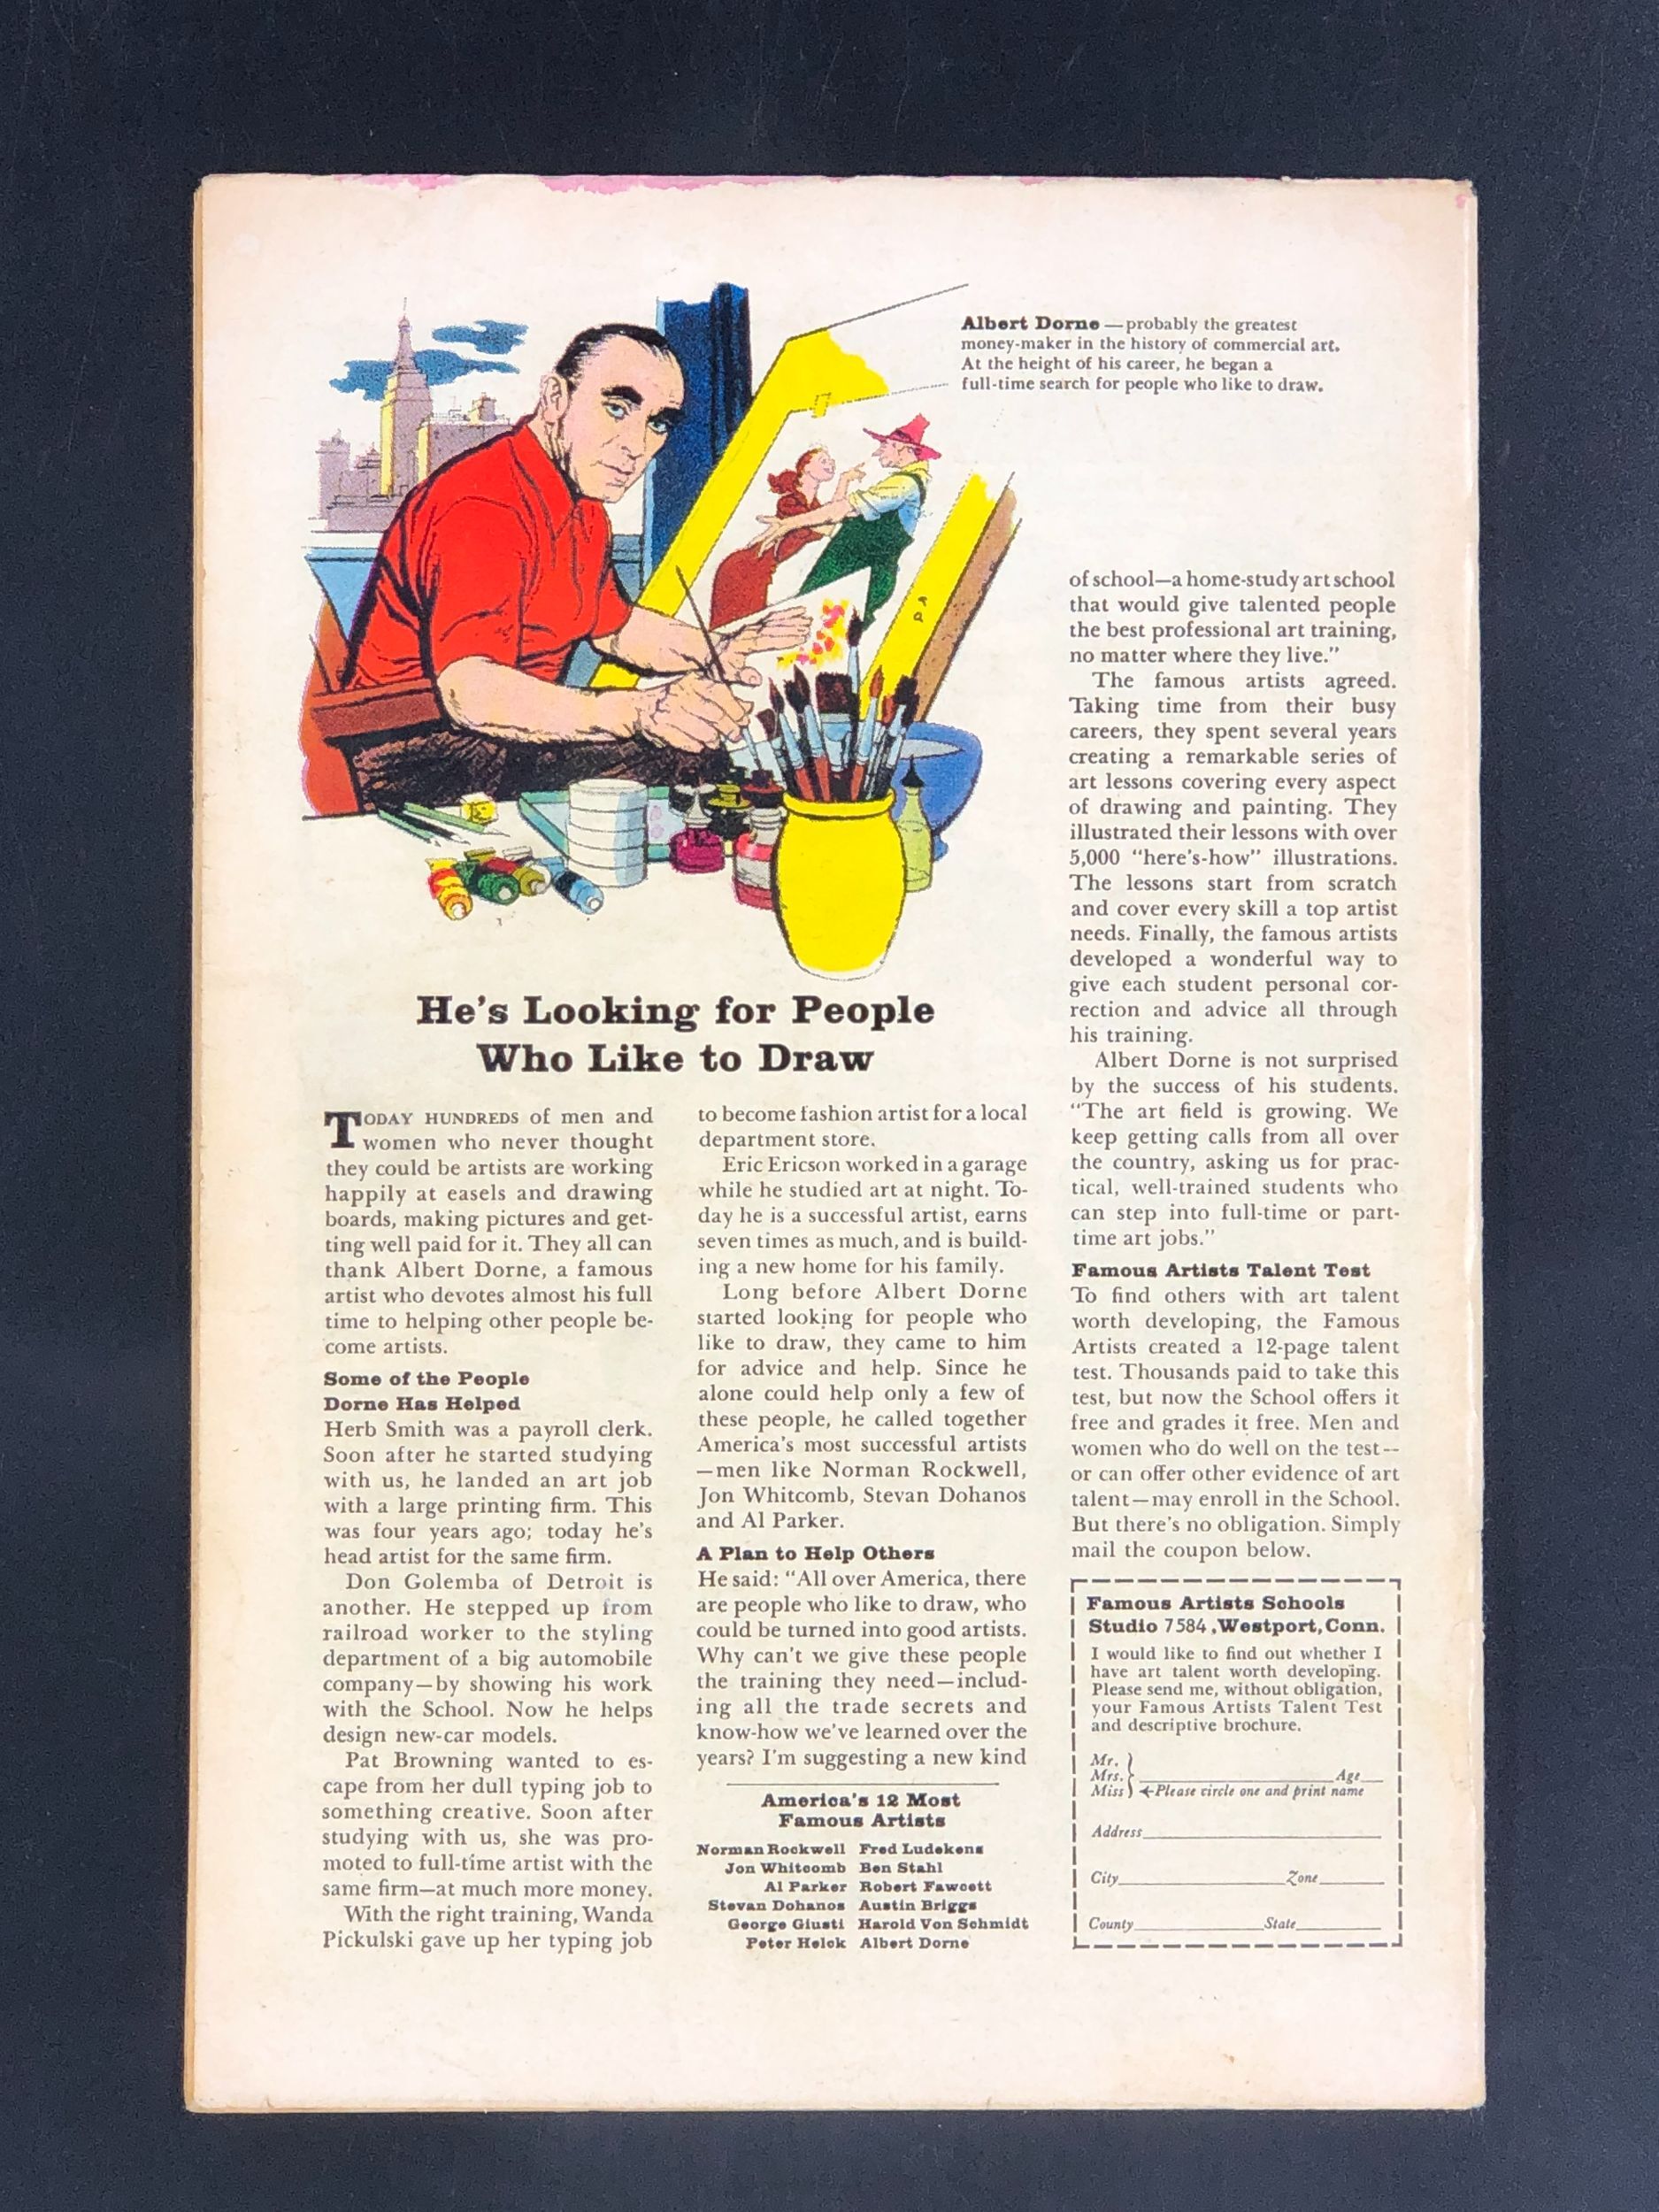 Albert Dorne — probably the greatest
money-maker in the history of commercial art.
At the height of his career, he began a
full-time search for people who like to draw.
He's Looking for People
Who Like to Draw
TODAY HUNDREDS of men and
women who never thought
they could be artists are working
happily at easels and drawing
boards, making pictures and get-
ting well paid for it. They all can
thank Albert Dorne, a famous
artist who devotes almost his full
time to helping other people be-
come artists.
Some of the People
Dorne Has Helped
Herb Smith was a payroll clerk.
Soon after he started studying
with us, he landed an art job
with a large printing firm. This
was four years ago; today he's
head artist for the same firm.
Don Golemba of Detroit is
another. He stepped up from
railroad worker to the styling
department of a big automobile
company—by showing his work
with the School. Now he helps
design new-car models.
Pat Browning wanted to es-
cape from her dull typing job to
something creative. Soon after
studying with us, she was pro-
moted to full-time artist with the
same firm—at much more money.
With the right training, Wanda
Pickulski gave up her typing job
to become fashion artist for a local
department store.
Eric Ericson worked in a garage
while he studied art at night. To-
day he is a successful artist, earns
seven times as much, and is build-
ing a new home for his family.
Long before Albert Dorne
started looking for people who
like to draw, they came to him
for advice and help. Since he
alone could help only a few of
these people, he called together
America's most successful artists
—men like Norman Rockwell,
Jon Whitcomb, Stevan Dohanos
and Al Parker.
A Plan to Help Others
He said: "All over America, there
are people who like to draw, who
could be turned into good artists.
Why can't we give these people
the training they need—includ-
ing all the trade secrets and
know-how we've learned over the
years? I'm suggesting a new kind
America's 12 Most
Famous Artists
Norman Rockwell Fred Ludekens
Jon Whitcomb Ben Stahl
Al Parker Robert Fawcett
Stevan Dohanos Austin Briggs
George Giusti Harold Von Schmidt
Peter Helck Albert Dorne
of school—a home-study art school
that would give talented people
the best professional art training,
no matter where they live."
The famous artists agreed.
Taking time from their busy
careers, they spent several years
creating a remarkable series of
art lessons covering every aspect
of drawing and painting. They
illustrated their lessons with over
5,000 "here's-how" illustrations.
The lessons start from scratch
and cover every skill a top artist
needs. Finally, the famous artists
developed a wonderful way to
give each student personal cor-
rection and advice all through
his training.
Albert Dorne is not surprised
by the success of his students.
"The art field is growing. We
keep getting calls from all over
the country, asking us for prac-
tical, well-trained students who
can step into full-time or part-
time art jobs."
Famous Artists Talent Test
To find others with art talent
worth developing, the Famous
Artists created a 12-page talent
test. Thousands paid to take this
test, but now the School offers it
free and grades it free. Men and
women who do well on the test--
or can offer other evidence of art
talent—may enroll in the School.
But there's no obligation. Simply
mail the coupon below.
Famous Artists Schools
Studio 7584, Westport, Conn.
I would like to find out whether I
have art talent worth developing.
Please send me, without obligation,
your Famous Artists Talent Test
and descriptive brochure.
Mr.
Mrs. Age
Miss ←Please circle one and print name
Address
City Zone
County State